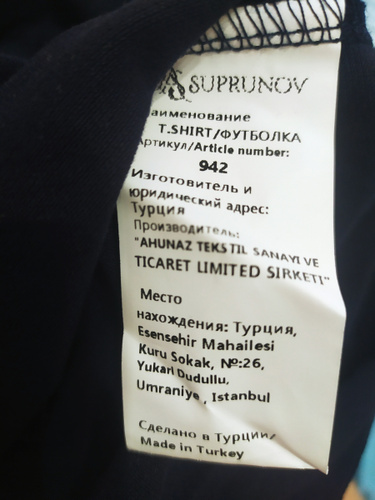 SUPRUNOV
аименование
T.SHIRT/ФУТБОЛКА
Артикул/Article number:
942
Изготовитель и
юридический адрес:
Турция
Производитель:
"AHUNAZ TEKSTIL SANAYI VE
TICARET LIMITED SIRKETI"
Место
нахождения: Турция,
Esensehir Mahailesi
Kuru Sokak, №:26,
Yukari Dudullu,
Umraniye, Istanbul
Сделано в Турции/
Made in Turkey